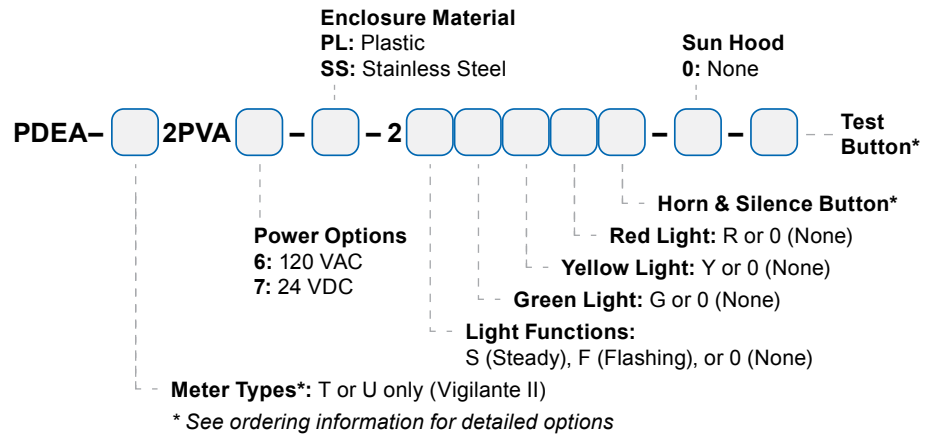 Enclosure Material
PL: Plastic
SS: Stainless Steel
Sun Hood
0: None
PDEA– 2PVA – – 2 – –
Test
Button*
Horn & Silence Button*
Red Light: R or 0 (None)
Yellow Light: Y or 0 (None)
Green Light: G or 0 (None)
Light Functions:
S (Steady), F (Flashing), or 0 (None)
Power Options
6: 120 VAC
7: 24 VDC
Meter Types*: T or U only (Vigilante II)
* See ordering information for detailed options